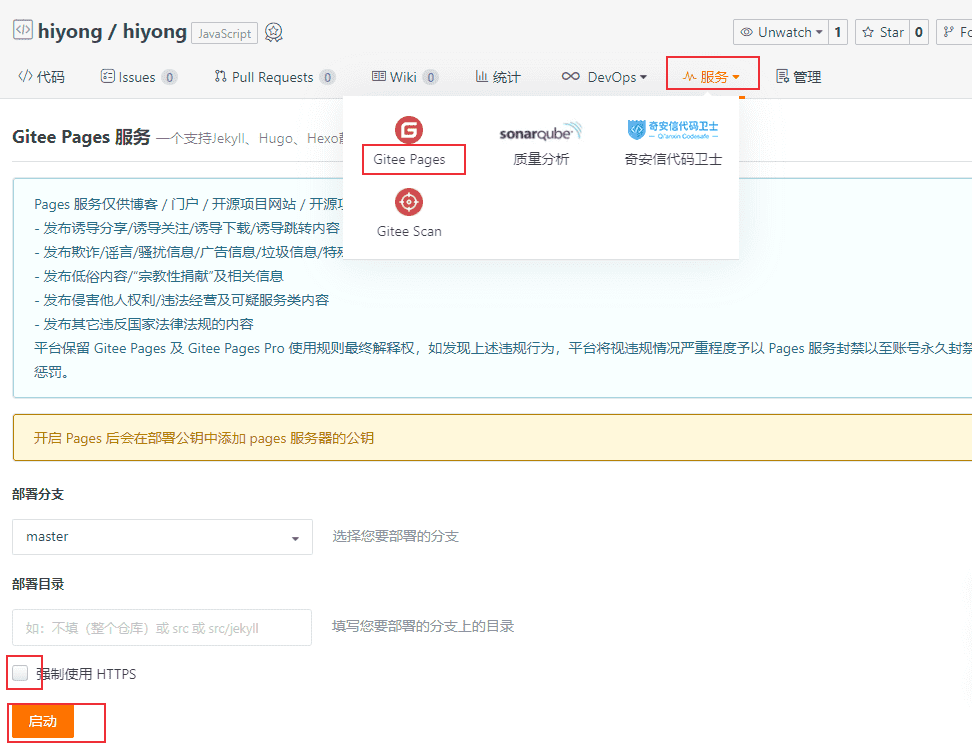 hiyong / hiyong JavaScript Unwatch 1 Star 0 Fo
代码 Issues 0 Pull Requests 0 Wiki 0 统计 DevOps 服务 管理
Gitee Pages 服务 一个支持Jekyll、Hugo、Hexo
Gitee Pages
sonarqube
质量分析
奇安信代码卫士
Qi'anxin Codesafe
奇安信代码卫士
Gitee Scan
Pages 服务仅供博客 / 门户 / 开源项目网站 / 开源
- 发布诱导分享/诱导关注/诱导下载/诱导跳转内容
- 发布欺诈/谣言/骚扰信息/广告信息/垃圾信息/特
- 发布低俗内容/“宗教性捐献”及相关信息
- 发布侵害他人权利/违法经营及可疑服务类内容
- 发布其它违反国家法律法规的内容
平台保留 Gitee Pages 及 Gitee Pages Pro 使用规则最终解释权，如发现上述违规行为，平台将视违规情况严重程度予以 Pages 服务封禁以至账号永久封禁
惩罚。
开启 Pages 后会在部署公钥中添加 pages 服务器的公钥
部署分支
master 选择您要部署的分支
部署目录
如：不填（整个仓库）或 src 或 src/jekyll 填写您要部署的分支上的目录
强制使用 HTTPS
启动